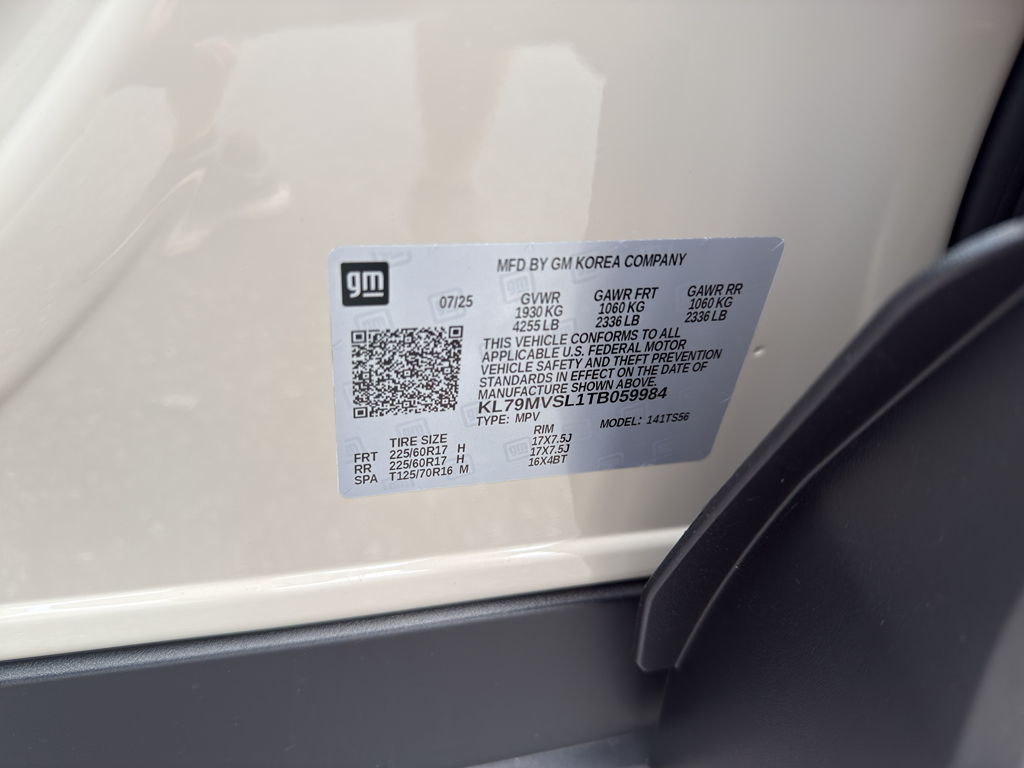 gm
MFD BY GM KOREA COMPANY
07/25 GVWR GAWR FRT GAWR RR
1930 KG 1060 KG 1060 KG
4255 LB 2336 LB 2336 LB
THIS VEHICLE CONFORMS TO ALL
APPLICABLE U.S. FEDERAL MOTOR
VEHICLE SAFETY AND THEFT PREVENTION
STANDARDS IN EFFECT ON THE DATE OF
MANUFACTURE SHOWN ABOVE.
KL79MVSL1TB059984
TYPE: MPV MODEL: 141TS56
TIRE SIZE RIM
FRT 225/60R17 H 17X7.5J
RR 225/60R17 H 17X7.5J
SPA T125/70R16 M 16X4BT